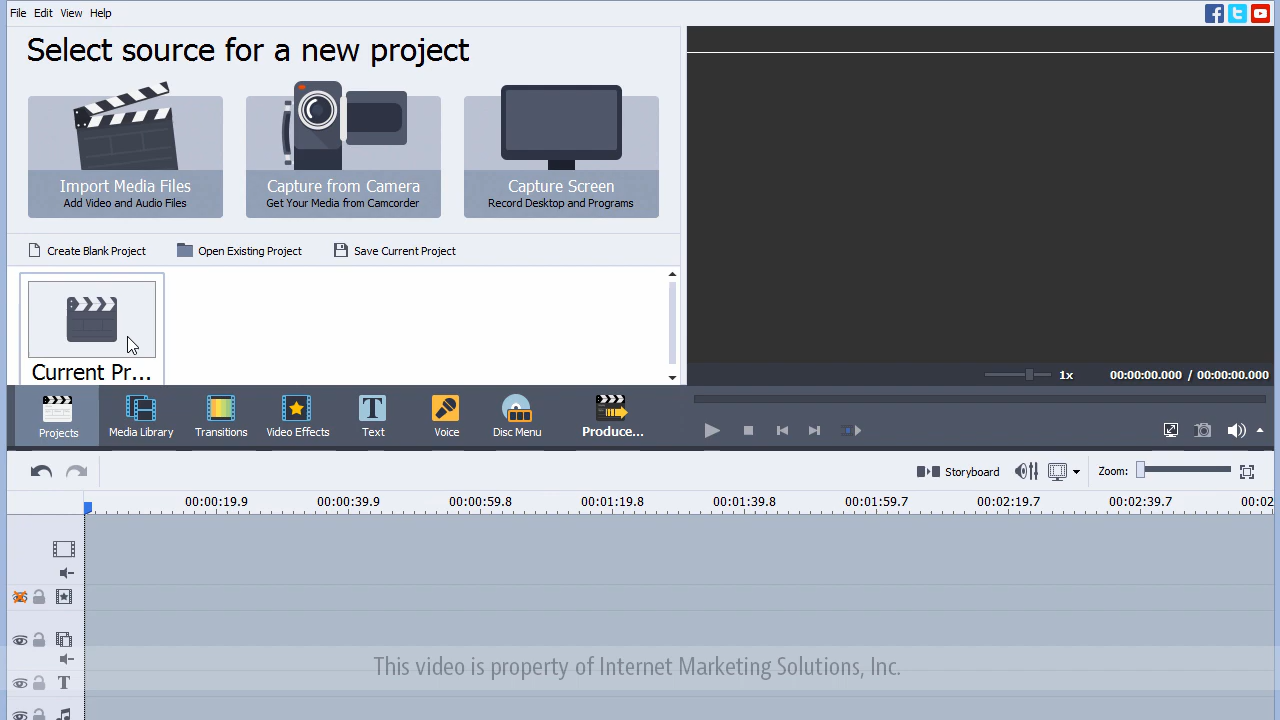 File Edit View Help
Select source for a new project
Import Media Files
Add Video and Audio Files
Capture from Camera
Get Your Media from Camcorder
Capture Screen
Record Desktop and Programs
Create Blank Project
Open Existing Project
Save Current Project
Current Pr...
1x
00:00:00.000 / 00:00:00.000
Projects
Media Library
Transitions
Video Effects
T
Text
Voice
Disc Menu
Produce...
Storyboard
Zoom:
00:00:19.9 00:00:39.9 00:00:59.8 00:01:19.8 00:01:39.8 00:01:59.7 00:02:19.7 00:02:39.7 00:02
This video is property of Internet Marketing Solutions, Inc.
T